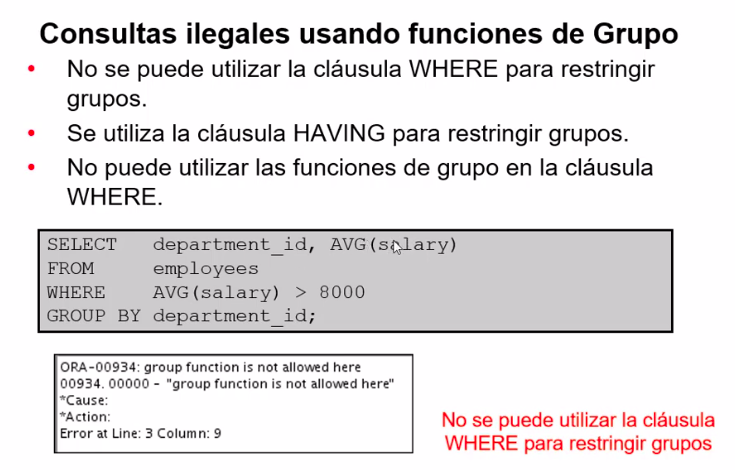 Consultas ilegales usando funciones de Grupo
• No se puede utilizar la cláusula WHERE para restringir
grupos.
• Se utiliza la cláusula HAVING para restringir grupos.
• No puede utilizar las funciones de grupo en la cláusula
WHERE.
SELECT department_id, AVG(salary)
FROM employees
WHERE AVG(salary) > 8000
GROUP BY department_id;
ORA-00934: group function is not allowed here
00934. 00000 - "group function is not allowed here"
*Cause:
*Action:
Error at Line: 3 Column: 9
No se puede utilizar la cláusula
WHERE para restringir grupos